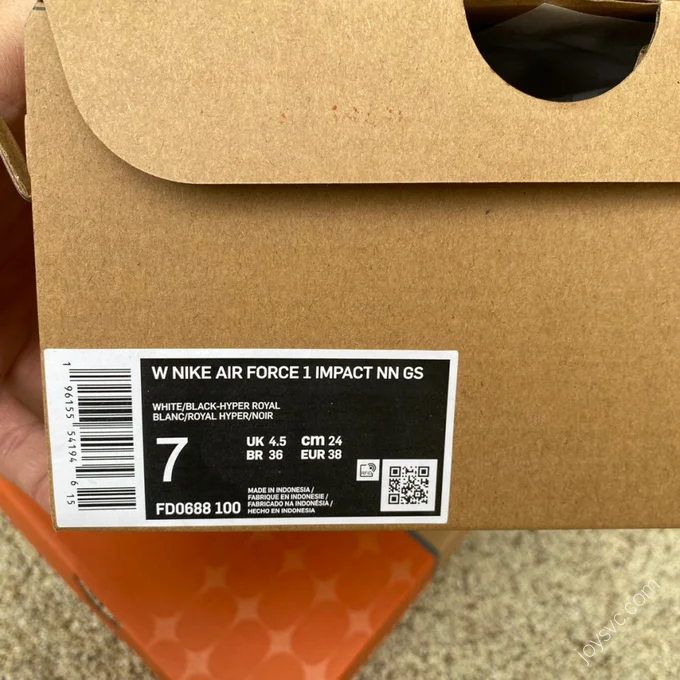 W NIKE AIR FORCE 1 IMPACT NN GS
WHITE/BLACK-HYPER ROYAL
BLANC/ROYAL HYPER/NOIR
7
UK 4.5 cm 24
BR 36 EUR 38
RFID
FD0688 100
MADE IN INDONESIA /
FABRIQUE EN INDONESIE /
FABRICADO NA INDONÉSIA /
HECHO EN INDONESIA
1 96155 54194 6 15
joysvc.com